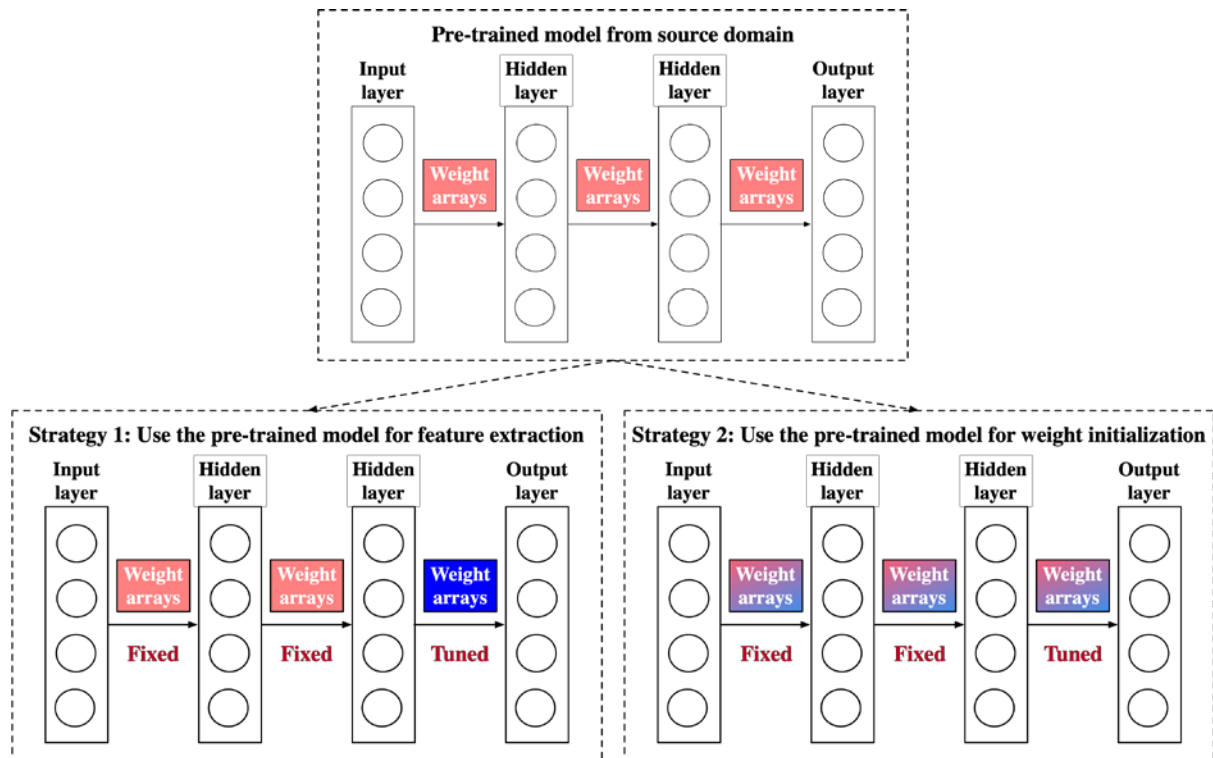 Pre-trained model from source domain
Input layer
Hidden layer
Hidden layer
Output layer
Weight arrays
Weight arrays
Weight arrays
Strategy 1: Use the pre-trained model for feature extraction
Input layer
Hidden layer
Hidden layer
Output layer
Weight arrays
Weight arrays
Weight arrays
Fixed
Fixed
Tuned
Strategy 2: Use the pre-trained model for weight initialization
Input layer
Hidden layer
Hidden layer
Output layer
Weight arrays
Weight arrays
Weight arrays
Fixed
Fixed
Tuned